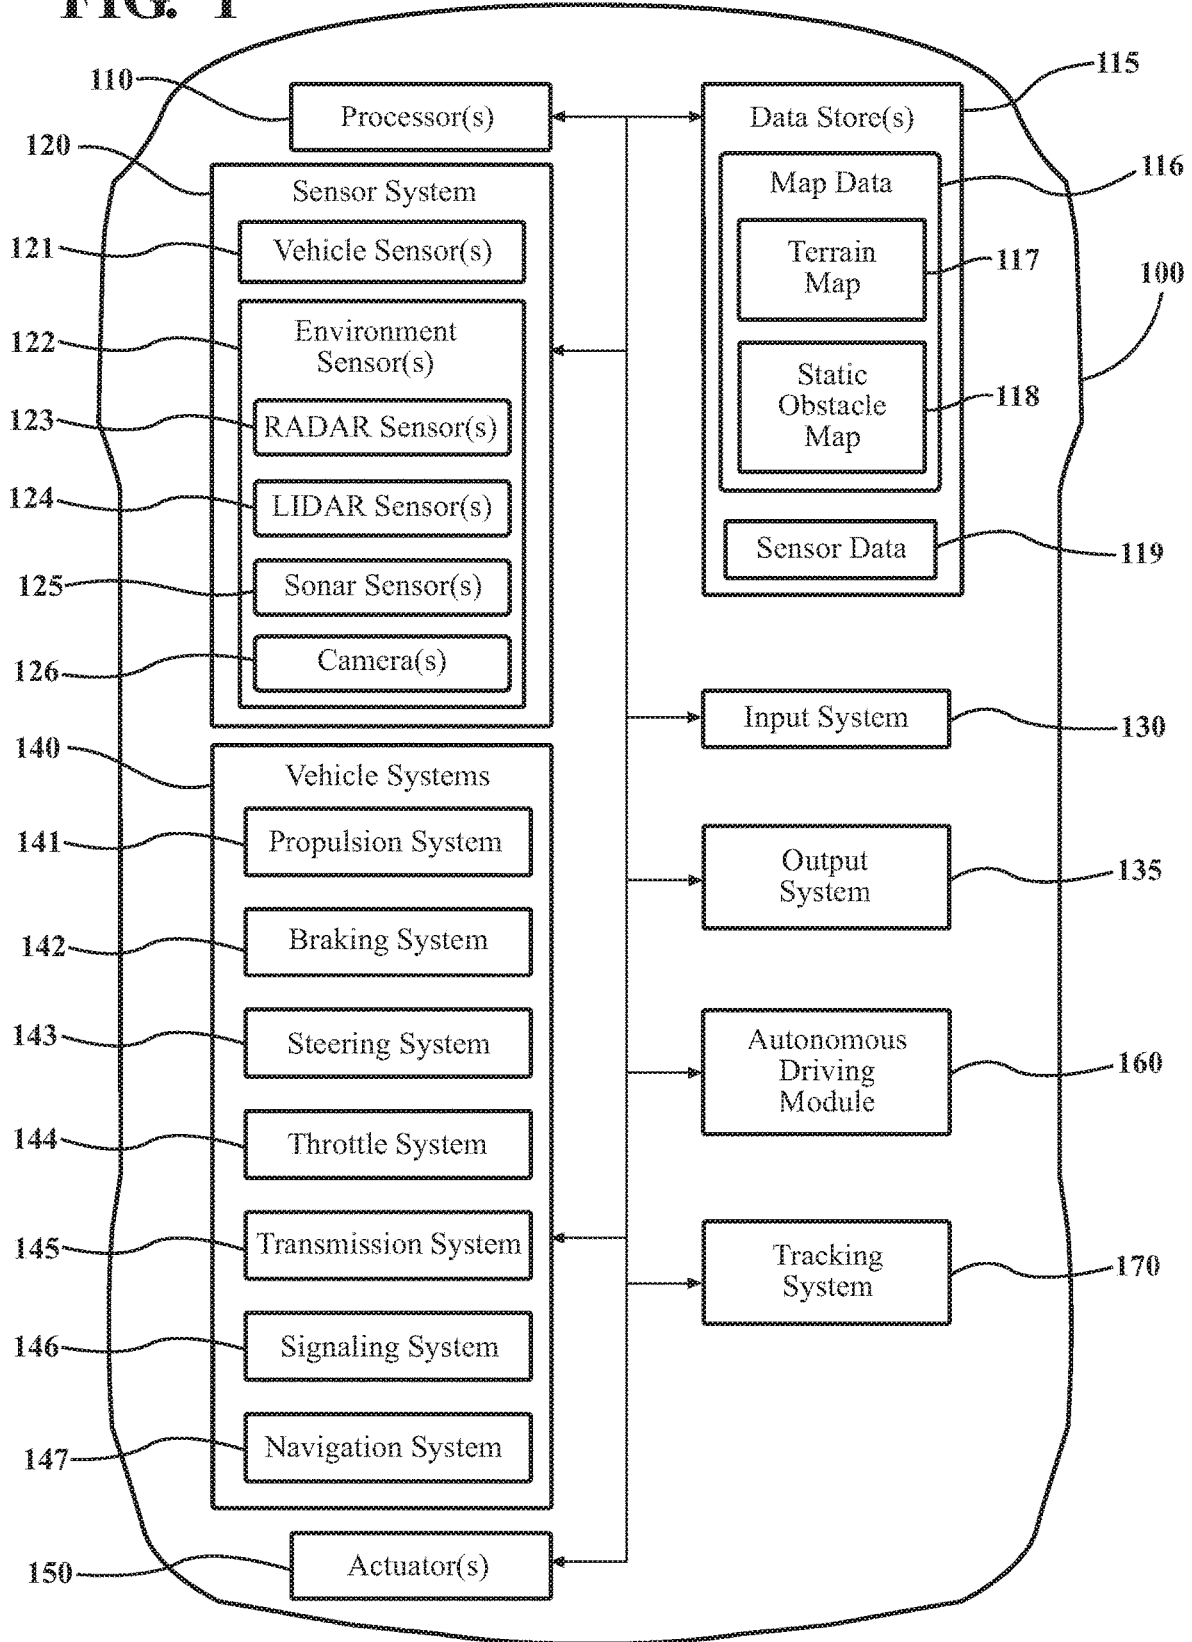 FIG. 1
110
Processor(s)
115
Data Store(s)
120
Sensor System
116
Map Data
121
Vehicle Sensor(s)
117
Terrain
Map
100
122
Environment
Sensor(s)
118
Static
Obstacle
Map
123
RADAR Sensor(s)
124
LIDAR Sensor(s)
119
Sensor Data
125
Sonar Sensor(s)
126
Camera(s)
130
Input System
140
Vehicle Systems
141
Propulsion System
135
Output
System
142
Braking System
143
Steering System
160
Autonomous
Driving
Module
144
Throttle System
145
Transmission System
170
Tracking
System
146
Signaling System
147
Navigation System
150
Actuator(s)